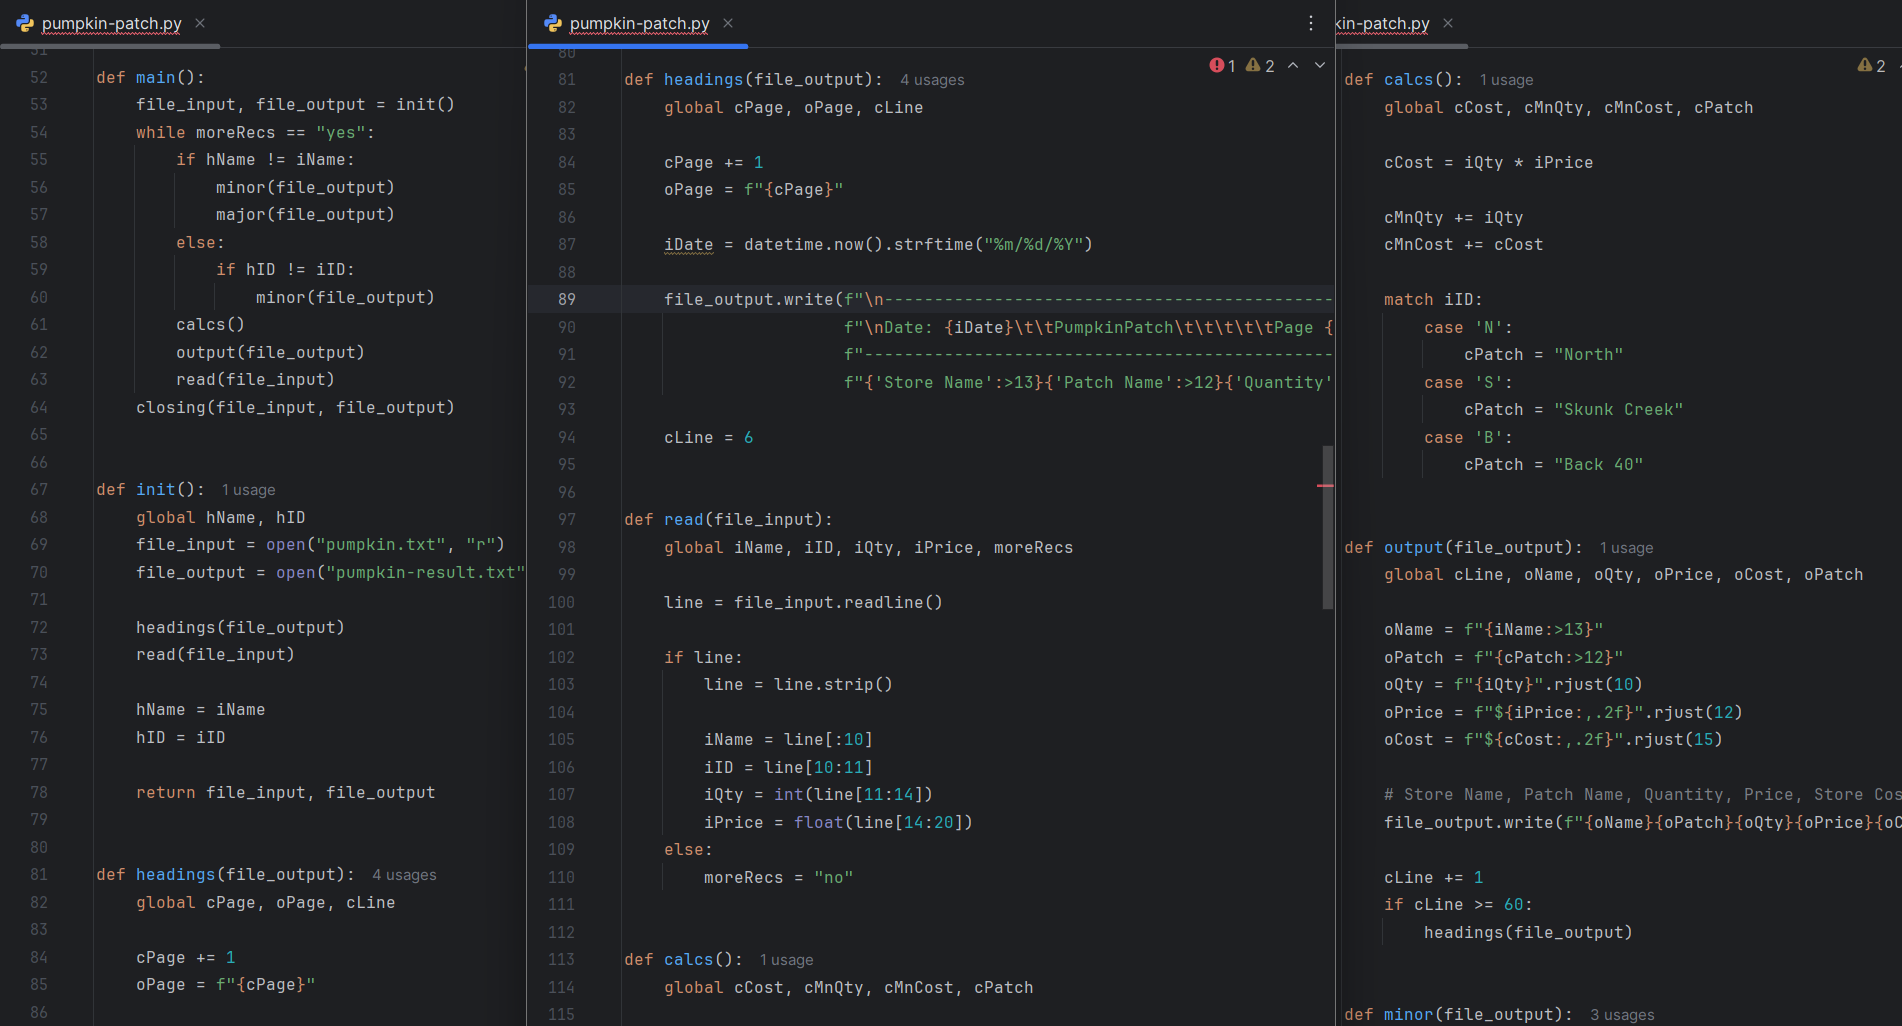 pumpkin-patch.py
51
52 def main():
53 file_input, file_output = init()
54 while moreRecs == "yes":
55 if hName != iName:
56 minor(file_output)
57 major(file_output)
58 else:
59 if hID != iID:
60 minor(file_output)
61 calcs()
62 output(file_output)
63 read(file_input)
64 closing(file_input, file_output)
65
66
67 def init(): 1 usage
68 global hName, hID
69 file_input = open("pumpkin.txt", "r")
70 file_output = open("pumpkin-result.txt"
71
72 headings(file_output)
73 read(file_input)
74
75 hName = iName
76 hID = iID
77
78 return file_input, file_output
79
80
81 def headings(file_output): 4 usages
82 global cPage, oPage, cLine
83
84 cPage += 1
85 oPage = f"{cPage}"
86
pumpkin-patch.py
1 2
80
81 def headings(file_output): 4 usages
82 global cPage, oPage, cLine
83
84 cPage += 1
85 oPage = f"{cPage}"
86
87 iDate = datetime.now().strftime("%m/%d/%Y")
88
89 file_output.write(f"\n---------------------------------------------
90 f"\nDate: {iDate}\t\tPumpkinPatch\t\t\t\t\tPage {
91 f"-----------------------------------------------
92 f"{'Store Name':>13}{'Patch Name':>12}{'Quantity'
93
94 cLine = 6
95
96
97 def read(file_input):
98 global iName, iID, iQty, iPrice, moreRecs
99
100 line = file_input.readline()
101
102 if line:
103 line = line.strip()
104
105 iName = line[:10]
106 iID = line[10:11]
107 iQty = int(line[11:14])
108 iPrice = float(line[14:20])
109 else:
110 moreRecs = "no"
111
112
113 def calcs(): 1 usage
114 global cCost, cMnQty, cMnCost, cPatch
115
kin-patch.py
2
def calcs(): 1 usage
global cCost, cMnQty, cMnCost, cPatch
cCost = iQty * iPrice
cMnQty += iQty
cMnCost += cCost
match iID:
case 'N':
cPatch = "North"
case 'S':
cPatch = "Skunk Creek"
case 'B':
cPatch = "Back 40"
def output(file_output): 1 usage
global cLine, oName, oQty, oPrice, oCost, oPatch
oName = f"{iName:>13}"
oPatch = f"{cPatch:>12}"
oQty = f"{iQty}".rjust(10)
oPrice = f"${iPrice:,.2f}".rjust(12)
oCost = f"${cCost:,.2f}".rjust(15)
# Store Name, Patch Name, Quantity, Price, Store Cos
file_output.write(f"{oName}{oPatch}{oQty}{oPrice}{oC
cLine += 1
if cLine >= 60:
headings(file_output)
def minor(file_output): 3 usages